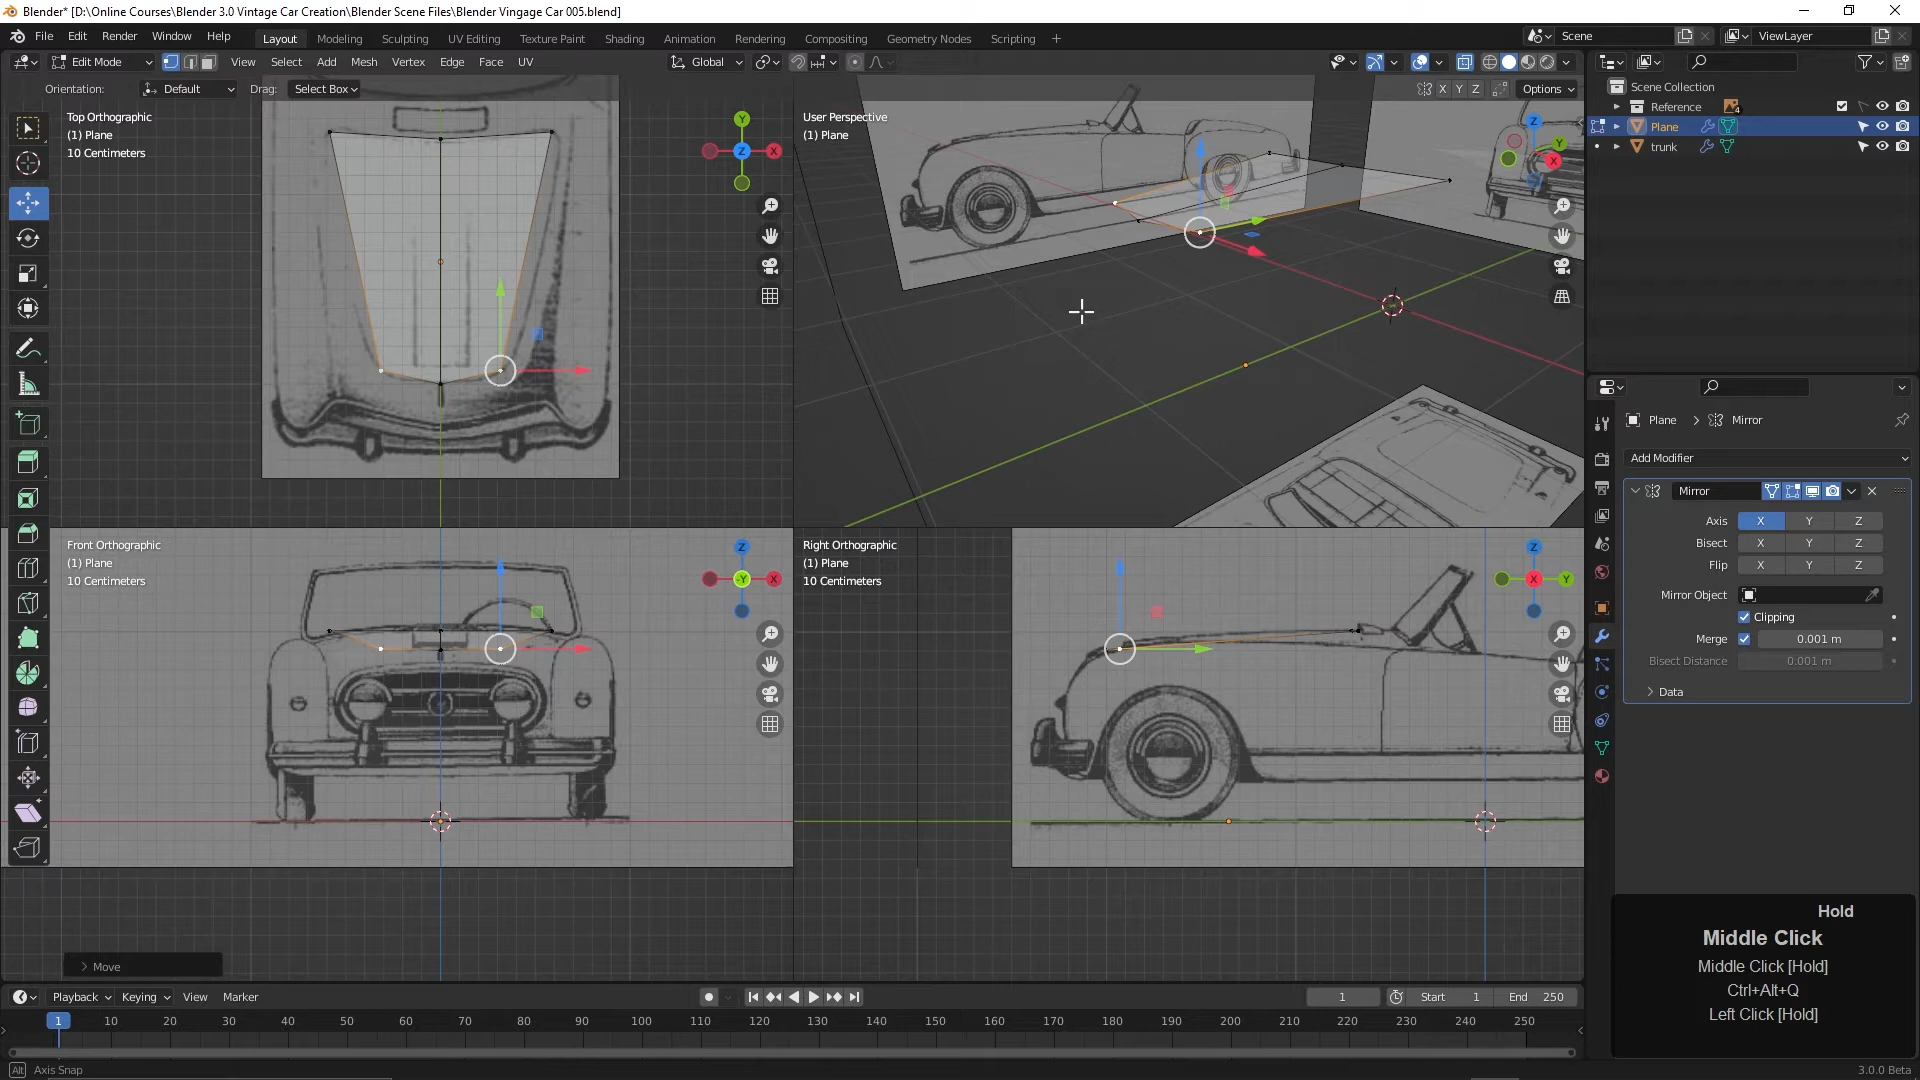 Blender* [D:\Online Courses\Blender 3.0 Vintage Car Creation\Blender Scene Files\Blender Vingage Car 005.blend]
File Edit Render Window Help Layout Modeling Sculpting UV Editing Texture Paint Shading Animation Rendering Compositing Geometry Nodes Scripting + Scene ViewLayer
Edit Mode View Select Add Mesh Vertex Edge Face UV Global
Orientation: Default Drag: Select Box X Y Z Options
Scene Collection
Reference 4
Plane
trunk
Top Orthographic
(1) Plane
10 Centimeters
Y
Z
X
User Perspective
(1) Plane
Z
Y
X
Front Orthographic
(1) Plane
10 Centimeters
Z
-Y
X
Right Orthographic
(1) Plane
10 Centimeters
Z
X
Y
Plane > Mirror
Add Modifier
Mirror
Axis X Y Z
Bisect X Y Z
Flip X Y Z
Mirror Object
Clipping
Merge 0.001 m
Bisect Distance 0.001 m
Data
Hold
Middle Click
Middle Click [Hold]
Ctrl+Alt+Q
Left Click [Hold]
Move
Playback Keying View Marker 1 Start 1 End 250
1 10 20 30 40 50 60 70 80 90 100 110 120 130 140 150 160 170 180 190 200 210 220 230 240 250
Alt Axis Snap 3.0.0 Beta